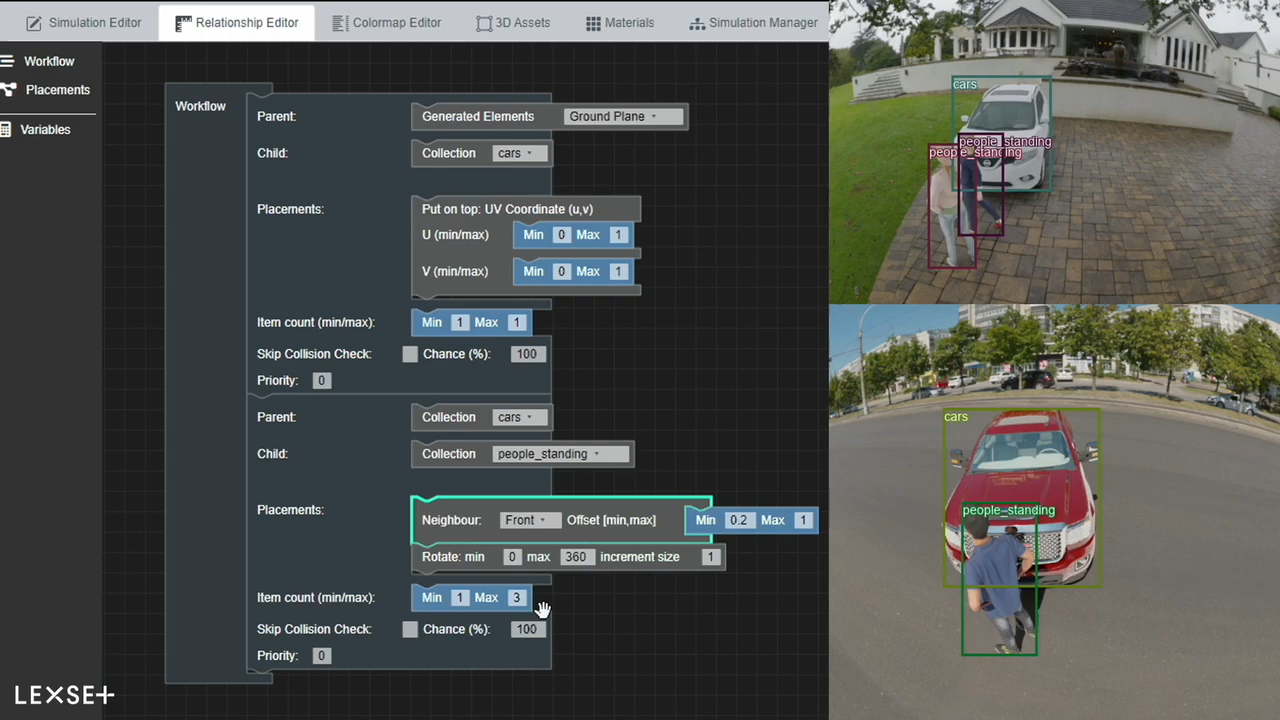 Simulation Editor Relationship Editor Colormap Editor 3D Assets Materials Simulation Manager
Workflow
Placements
Variables
Workflow
Parent: Generated Elements Ground Plane
Child: Collection cars
Placements: Put on top: UV Coordinate (u,v)
U (min/max) Min 0 Max 1
V (min/max) Min 0 Max 1
Item count (min/max): Min 1 Max 1
Skip Collision Check: Chance (%): 100
Priority: 0
Parent: Collection cars
Child: Collection people_standing
Placements: Neighbour: Front Offset [min,max] Min 0.2 Max 1
Rotate: min 0 max 360 increment size 1
Item count (min/max): Min 1 Max 3
Skip Collision Check: Chance (%): 100
Priority: 0
LEXSET
cars
people_standing
people_standing
cars
people_standing